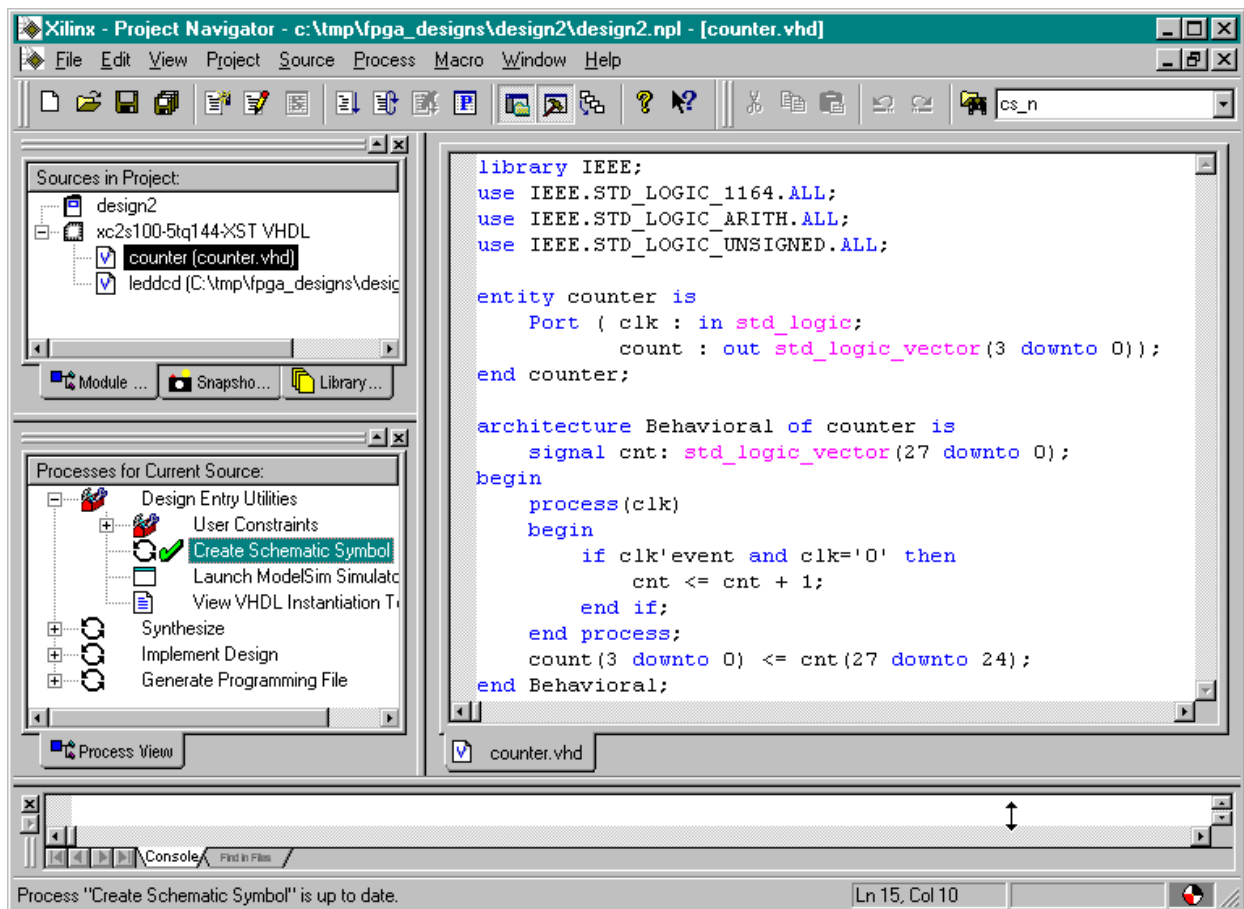 Xilinx - Project Navigator - c:\tmp\fpga_designs\design2\design2.npl - [counter.vhd]
File Edit View Project Source Process Macro Window Help
cs_n
Sources in Project:
design2
xc2s100-5tq144-XST VHDL
counter (counter.vhd)
leddcd (C:\tmp\fpga_designs\desig
Module ... Snapsho... Library ...
Processes for Current Source:
Design Entry Utilities
User Constraints
Create Schematic Symbol
Launch ModelSim Simulato
View VHDL Instantiation T
Synthesize
Implement Design
Generate Programming File
Process View
library IEEE;
use IEEE.STD_LOGIC_1164.ALL;
use IEEE.STD_LOGIC_ARITH.ALL;
use IEEE.STD_LOGIC_UNSIGNED.ALL;
entity counter is
Port ( clk : in std_logic;
count : out std_logic_vector(3 downto 0));
end counter;
architecture Behavioral of counter is
signal cnt: std_logic_vector(27 downto 0);
begin
process(clk)
begin
if clk'event and clk='0' then
cnt <= cnt + 1;
end if;
end process;
count(3 downto 0) <= cnt(27 downto 24);
end Behavioral;
counter.vhd
Console Find in Files
Process "Create Schematic Symbol" is up to date.
Ln 15, Col 10